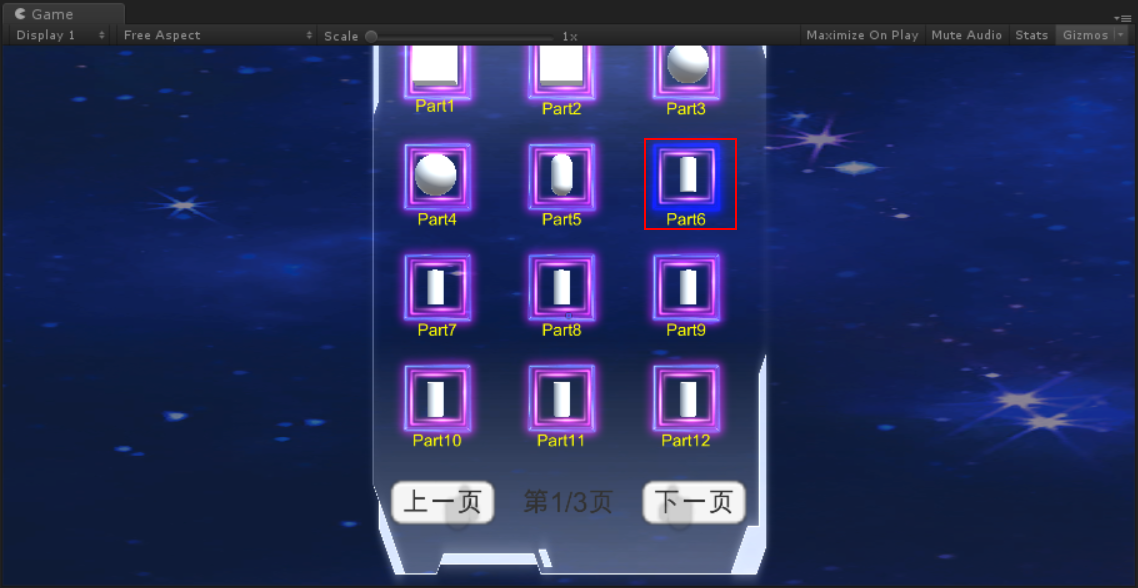 Game
Display 1 Free Aspect Scale 1x Maximize On Play Mute Audio Stats Gizmos
Part1 Part2 Part3
Part4 Part5 Part6
Part7 Part8 Part9
Part10 Part11 Part12
上一页 第1/3页 下一页